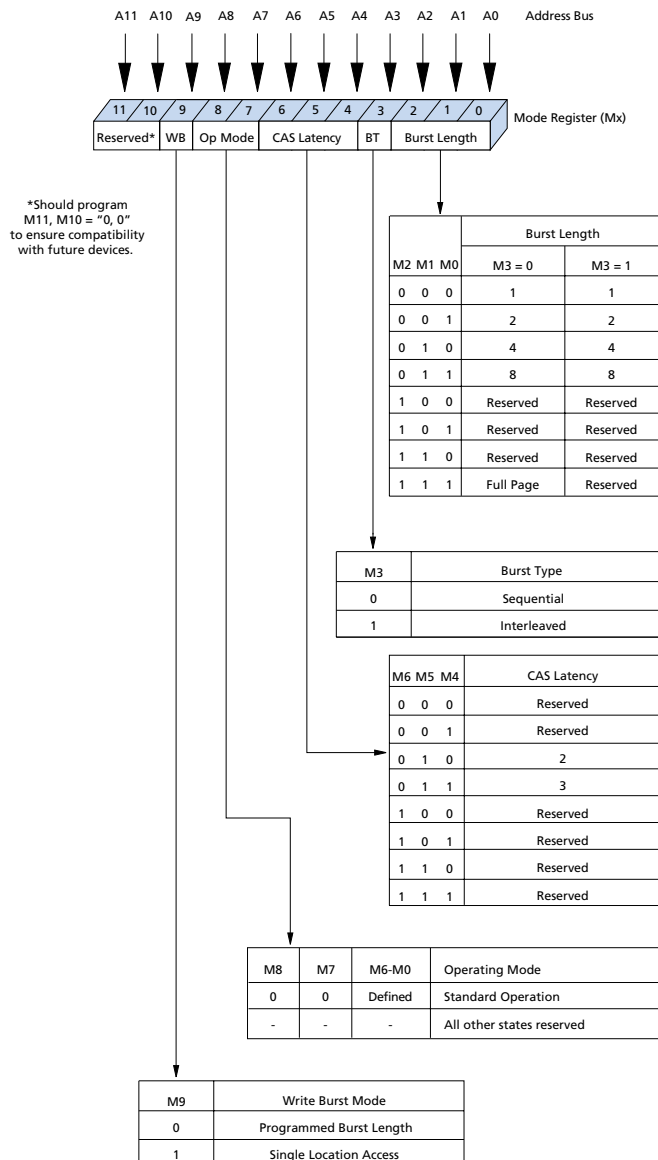 A11 A10 A9 A8 A7 A6 A5 A4 A3 A2 A1 A0 Address Bus
11 10 9 8 7 6 5 4 3 2 1 0
Mode Register (Mx)
Reserved* WB Op Mode CAS Latency BT Burst Length
*Should program
M11, M10 = “0, 0”
to ensure compatibility
with future devices.
Burst Length
M2 M1 M0 M3 = 0 M3 = 1
0 0 0 1 1
0 0 1 2 2
0 1 0 4 4
0 1 1 8 8
1 0 0 Reserved Reserved
1 0 1 Reserved Reserved
1 1 0 Reserved Reserved
1 1 1 Full Page Reserved
M3 Burst Type
0 Sequential
1 Interleaved
M6 M5 M4 CAS Latency
0 0 0 Reserved
0 0 1 Reserved
0 1 0 2
0 1 1 3
1 0 0 Reserved
1 0 1 Reserved
1 1 0 Reserved
1 1 1 Reserved
M8 M7 M6-M0 Operating Mode
0 0 Defined Standard Operation
- - - All other states reserved
M9 Write Burst Mode
0 Programmed Burst Length
1 Single Location Access